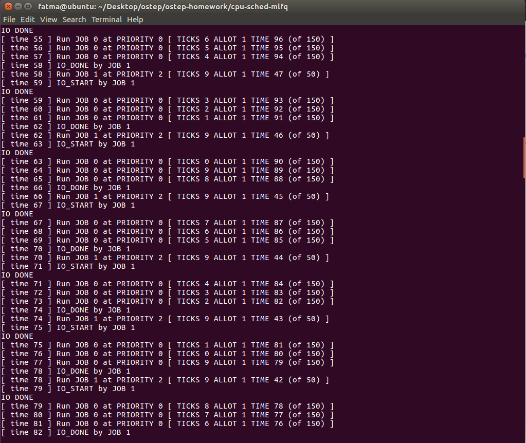 fatma@ubuntu: ~/Desktop/ostep/ostep-homework/cpu-sched-mlfq
File Edit View Search Terminal Help
IO DONE
[ time 55 ] Run JOB 0 at PRIORITY 0 [ TICKS 6 ALLOT 1 TIME 96 (of 150) ]
[ time 56 ] Run JOB 0 at PRIORITY 0 [ TICKS 5 ALLOT 1 TIME 95 (of 150) ]
[ time 57 ] Run JOB 0 at PRIORITY 0 [ TICKS 4 ALLOT 1 TIME 94 (of 150) ]
[ time 58 ] IO_DONE by JOB 1
[ time 58 ] Run JOB 1 at PRIORITY 2 [ TICKS 9 ALLOT 1 TIME 47 (of 50) ]
[ time 59 ] IO_START by JOB 1
IO DONE
[ time 59 ] Run JOB 0 at PRIORITY 0 [ TICKS 3 ALLOT 1 TIME 93 (of 150) ]
[ time 60 ] Run JOB 0 at PRIORITY 0 [ TICKS 2 ALLOT 1 TIME 92 (of 150) ]
[ time 61 ] Run JOB 0 at PRIORITY 0 [ TICKS 1 ALLOT 1 TIME 91 (of 150) ]
[ time 62 ] IO_DONE by JOB 1
[ time 62 ] Run JOB 1 at PRIORITY 2 [ TICKS 9 ALLOT 1 TIME 46 (of 50) ]
[ time 63 ] IO_START by JOB 1
IO DONE
[ time 63 ] Run JOB 0 at PRIORITY 0 [ TICKS 0 ALLOT 1 TIME 90 (of 150) ]
[ time 64 ] Run JOB 0 at PRIORITY 0 [ TICKS 9 ALLOT 1 TIME 89 (of 150) ]
[ time 65 ] Run JOB 0 at PRIORITY 0 [ TICKS 8 ALLOT 1 TIME 88 (of 150) ]
[ time 66 ] IO_DONE by JOB 1
[ time 66 ] Run JOB 1 at PRIORITY 2 [ TICKS 9 ALLOT 1 TIME 45 (of 50) ]
[ time 67 ] IO_START by JOB 1
IO DONE
[ time 67 ] Run JOB 0 at PRIORITY 0 [ TICKS 7 ALLOT 1 TIME 87 (of 150) ]
[ time 68 ] Run JOB 0 at PRIORITY 0 [ TICKS 6 ALLOT 1 TIME 86 (of 150) ]
[ time 69 ] Run JOB 0 at PRIORITY 0 [ TICKS 5 ALLOT 1 TIME 85 (of 150) ]
[ time 70 ] IO_DONE by JOB 1
[ time 70 ] Run JOB 1 at PRIORITY 2 [ TICKS 9 ALLOT 1 TIME 44 (of 50) ]
[ time 71 ] IO_START by JOB 1
IO DONE
[ time 71 ] Run JOB 0 at PRIORITY 0 [ TICKS 4 ALLOT 1 TIME 84 (of 150) ]
[ time 72 ] Run JOB 0 at PRIORITY 0 [ TICKS 3 ALLOT 1 TIME 83 (of 150) ]
[ time 73 ] Run JOB 0 at PRIORITY 0 [ TICKS 2 ALLOT 1 TIME 82 (of 150) ]
[ time 74 ] IO_DONE by JOB 1
[ time 74 ] Run JOB 1 at PRIORITY 2 [ TICKS 9 ALLOT 1 TIME 43 (of 50) ]
[ time 75 ] IO_START by JOB 1
IO DONE
[ time 75 ] Run JOB 0 at PRIORITY 0 [ TICKS 1 ALLOT 1 TIME 81 (of 150) ]
[ time 76 ] Run JOB 0 at PRIORITY 0 [ TICKS 0 ALLOT 1 TIME 80 (of 150) ]
[ time 77 ] Run JOB 0 at PRIORITY 0 [ TICKS 9 ALLOT 1 TIME 79 (of 150) ]
[ time 78 ] IO_DONE by JOB 1
[ time 78 ] Run JOB 1 at PRIORITY 2 [ TICKS 9 ALLOT 1 TIME 42 (of 50) ]
[ time 79 ] IO_START by JOB 1
IO DONE
[ time 79 ] Run JOB 0 at PRIORITY 0 [ TICKS 8 ALLOT 1 TIME 78 (of 150) ]
[ time 80 ] Run JOB 0 at PRIORITY 0 [ TICKS 7 ALLOT 1 TIME 77 (of 150) ]
[ time 81 ] Run JOB 0 at PRIORITY 0 [ TICKS 6 ALLOT 1 TIME 76 (of 150) ]
[ time 82 ] IO_DONE by JOB 1